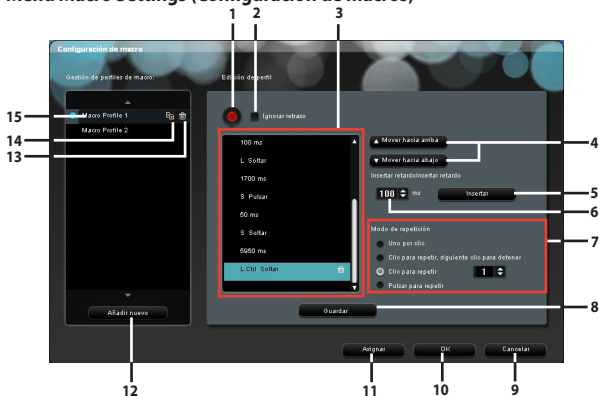 Menú Macro Settings (Configuración de macros)
1 2 3
Configuración de macro
Gestión de perfiles de macro:
Edición de perfil
Ignorar retraso
15
Macro Profile 1
14
Macro Profile 2
13
100 ms
L Soltar
1700 ms
S Pulsar
50 ms
S Soltar
5950 ms
L Ctrl Soltar
Mover hacia arriba
4
Mover hacia abajo
Insertar retardoInsertar retardo
100 ms
Insertar
5
6
Modo de repetición
7
Uno por clic
Clic para repetir, siguiente clic para detener
Clic para repetir 1
Pulsar para repetir
Añadir nuevo
Guardar
8
Asignar
OK
Cancelar
12 11 10 9